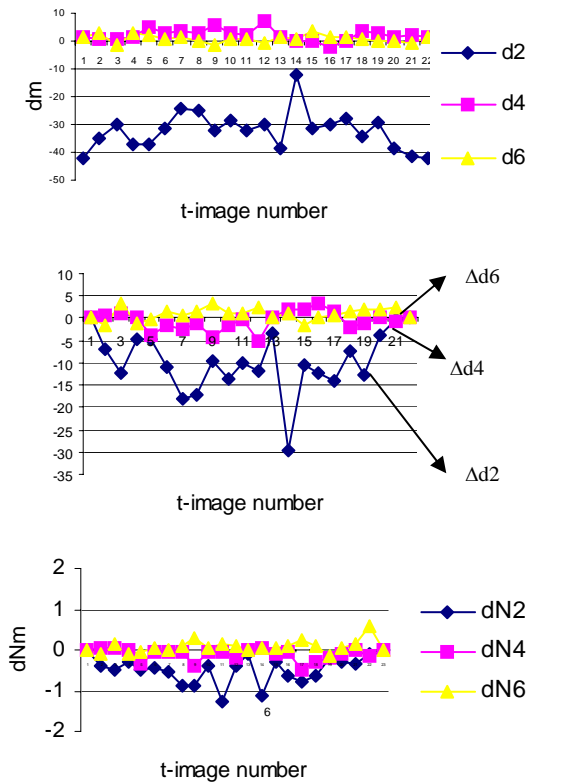 10
0
-10
-20
-30
-40
-50
dm
1 2 3 4 5 6 7 8 9 10 11 12 13 14 15 16 17 18 19 20 21 22
t-image number
d2
d4
d6
10
5
0
-5
-10
-15
-20
-25
-30
-35
1 3 5 7 9 11 13 15 17 19 21
t-image number
Δd6
Δd4
Δd2
2
1
0
-1
-2
dNm
6
t-image number
dN2
dN4
dN6